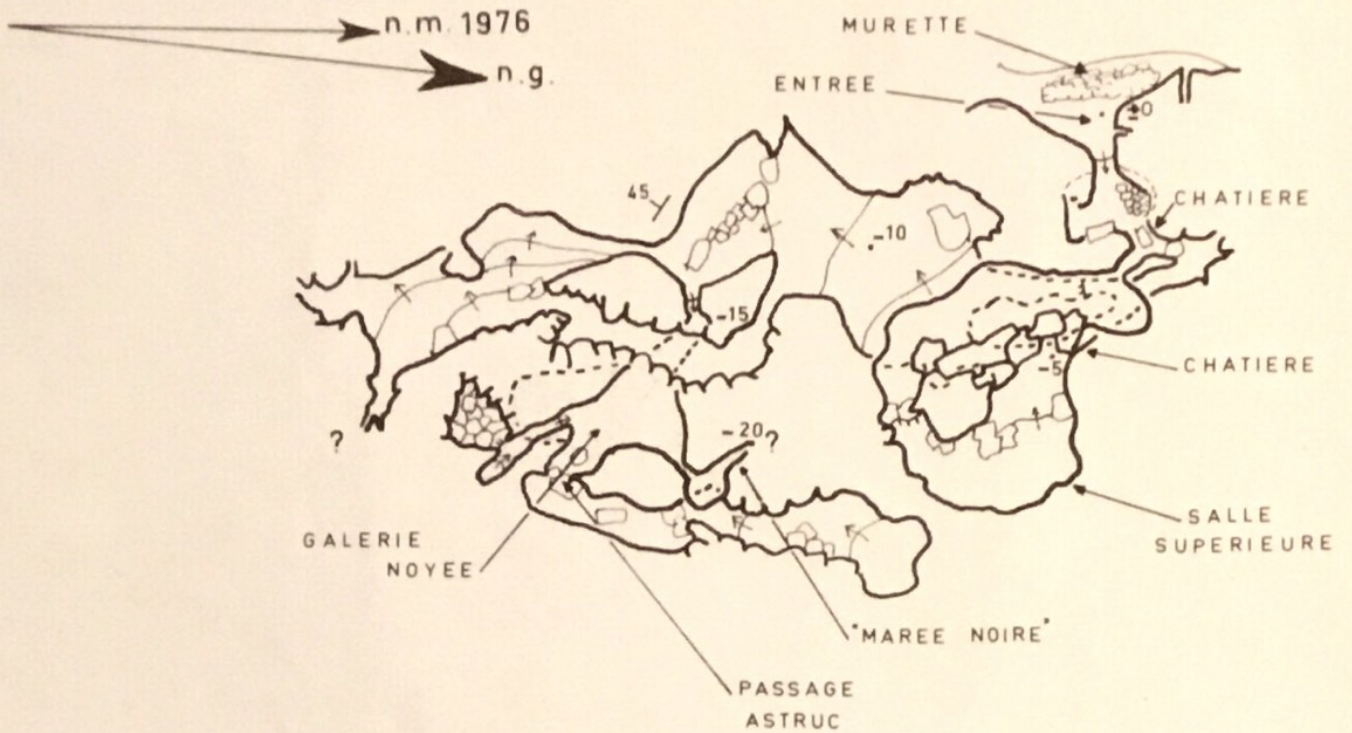 n.m. 1976
n.g.
MURETTE
ENTREE
±0
45
CHATIERE
-10
-15
CHATIERE
-5
?
-20?
GALERIE
NOYEE
SALLE
SUPERIEURE
"MAREE NOIRE"
PASSAGE
ASTRUC